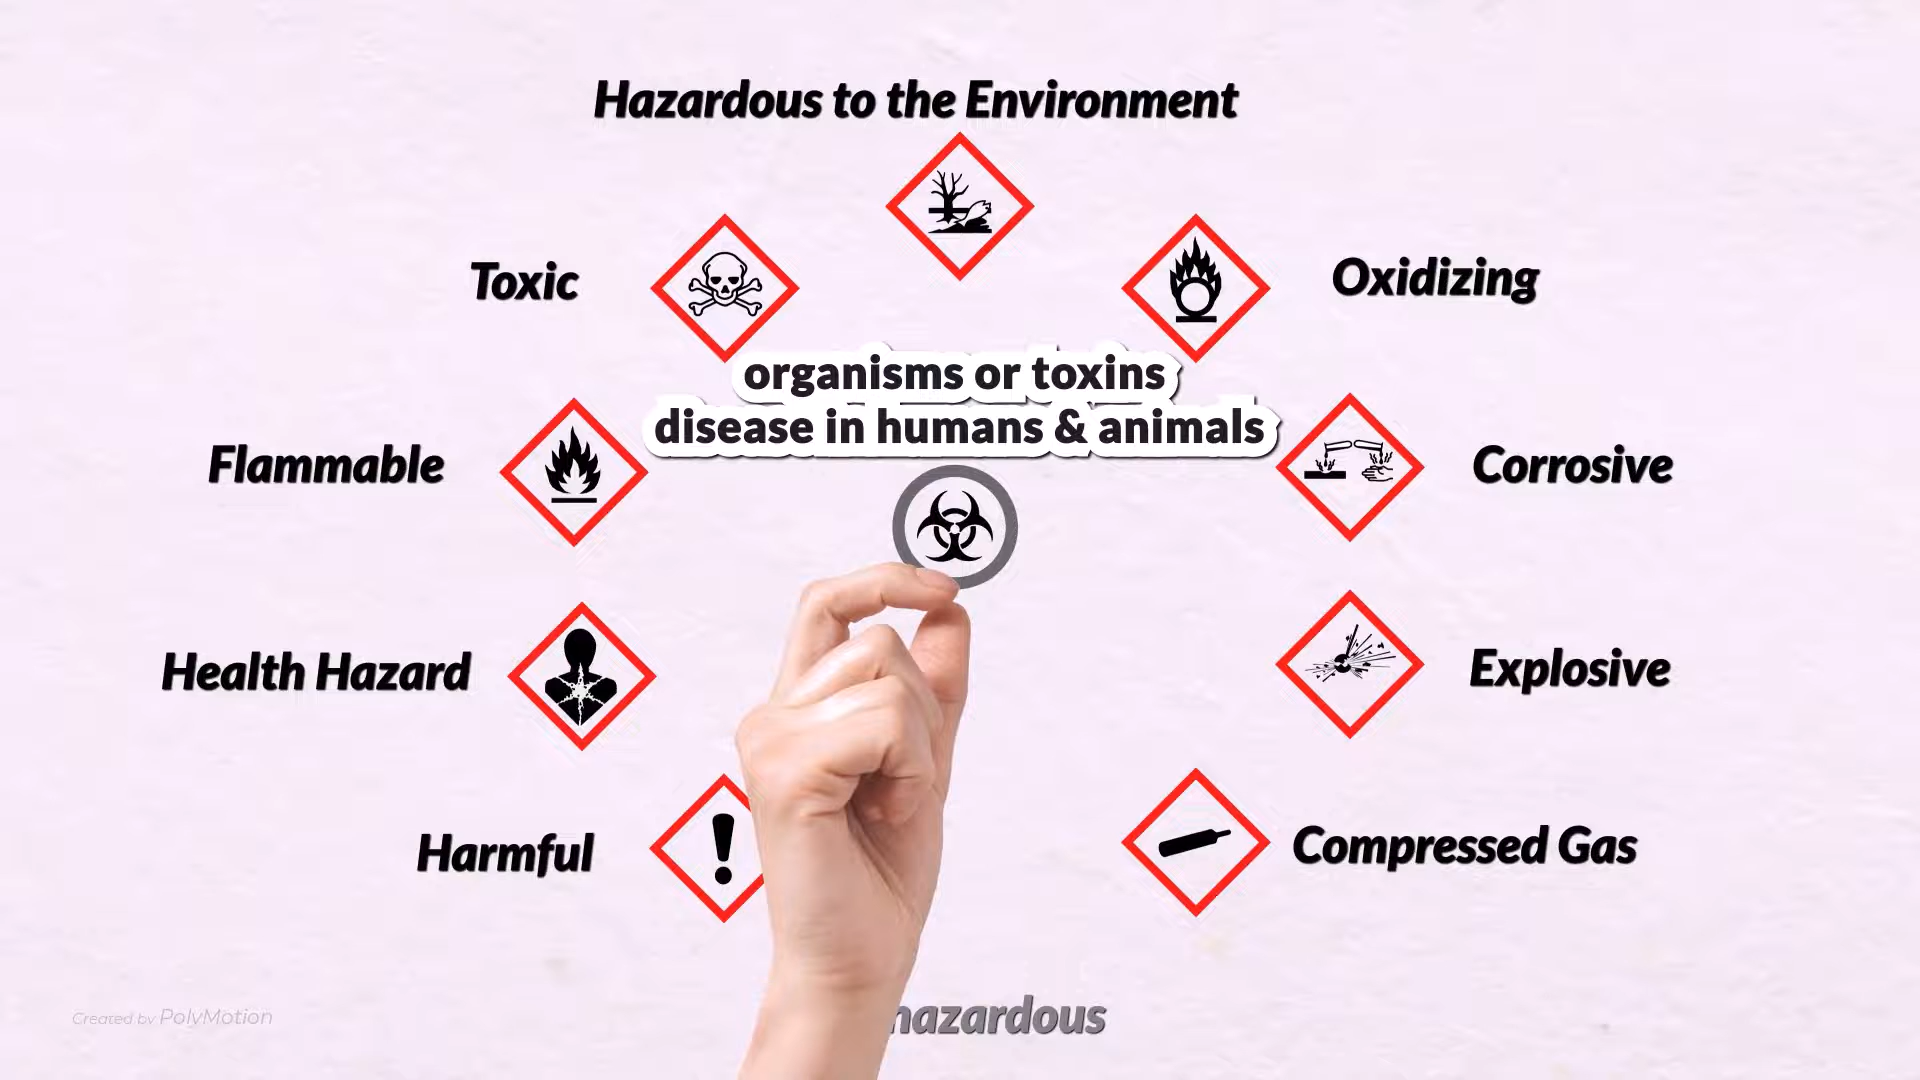 Hazardous to the Environment
Toxic
Oxidizing
organisms or toxins
disease in humans & animals
Flammable
Corrosive
Health Hazard
Explosive
Harmful
Compressed Gas
hazardous
Created by PolyMotion